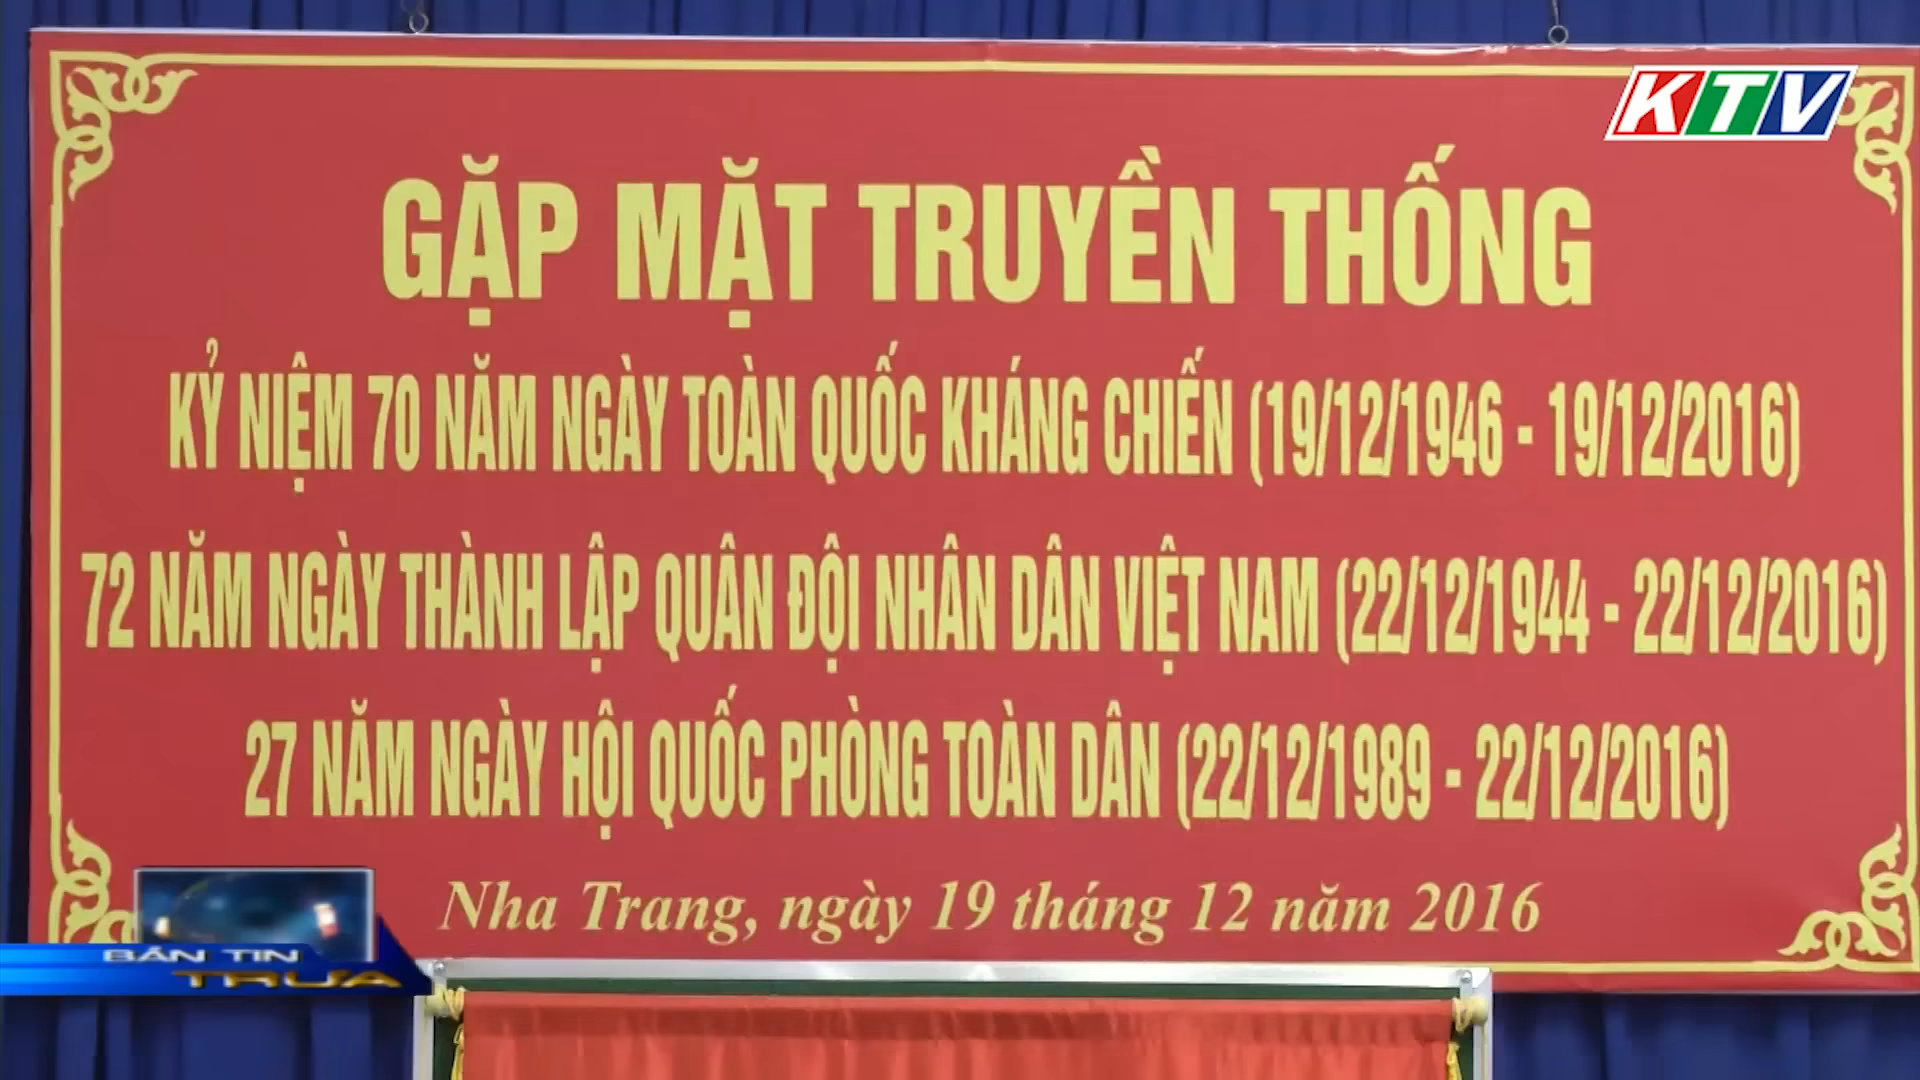 KTV
GẶP MẶT TRUYỀN THỐNG
KỶ NIỆM 70 NĂM NGÀY TOÀN QUỐC KHÁNG CHIẾN (19/12/1946 - 19/12/2016)
72 NĂM NGÀY THÀNH LẬP QUÂN ĐỘI NHÂN DÂN VIỆT NAM (22/12/1944 - 22/12/2016)
27 NĂM NGÀY HỘI QUỐC PHÒNG TOÀN DÂN (22/12/1989 - 22/12/2016)
Nha Trang, ngày 19 tháng 12 năm 2016
BẢN TIN
TRƯA